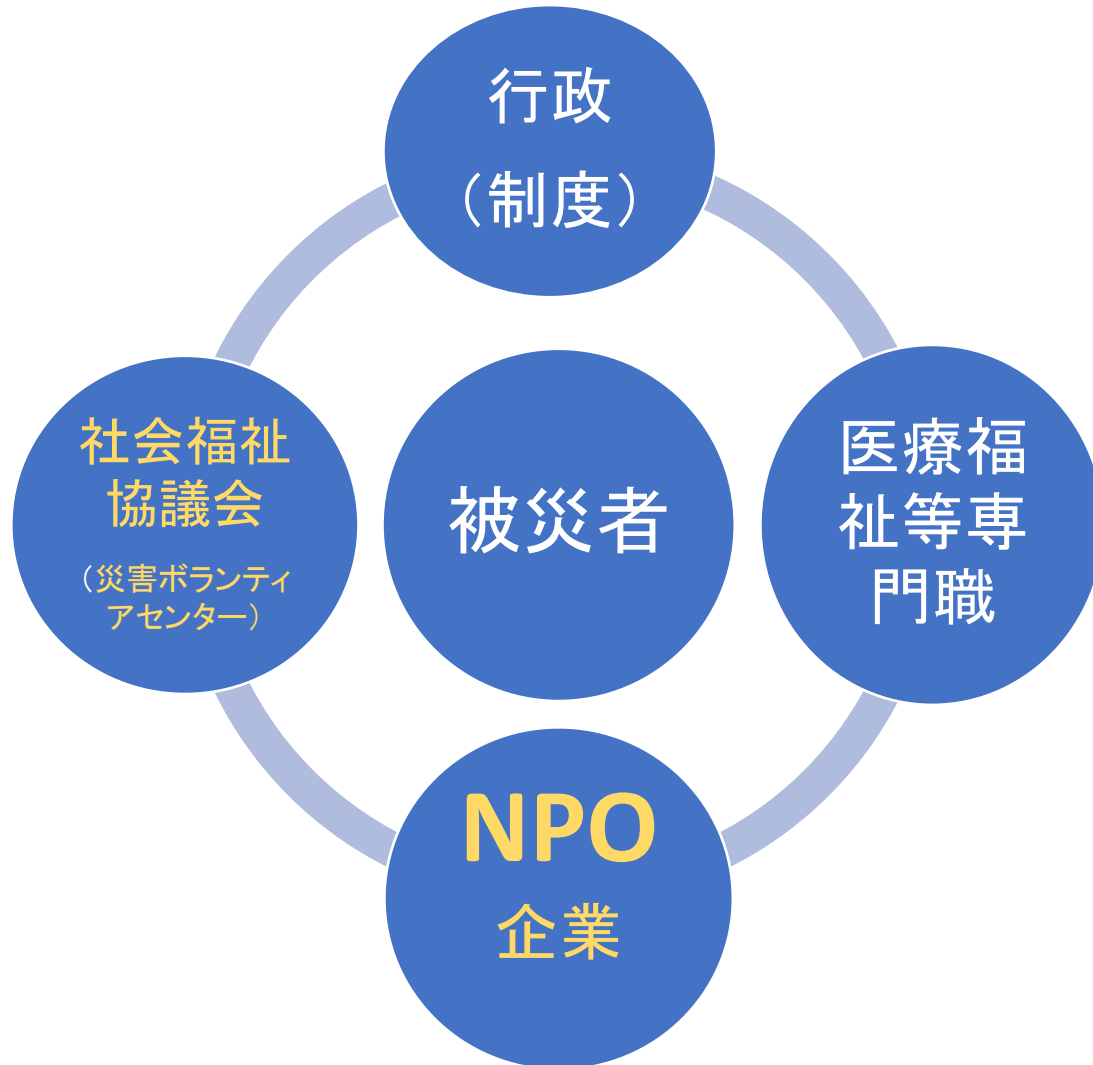 行政
（制度）
社会福祉
協議会
（災害ボランティ
アセンター）
被災者
医療福
祉等専
門職
NPO
企業